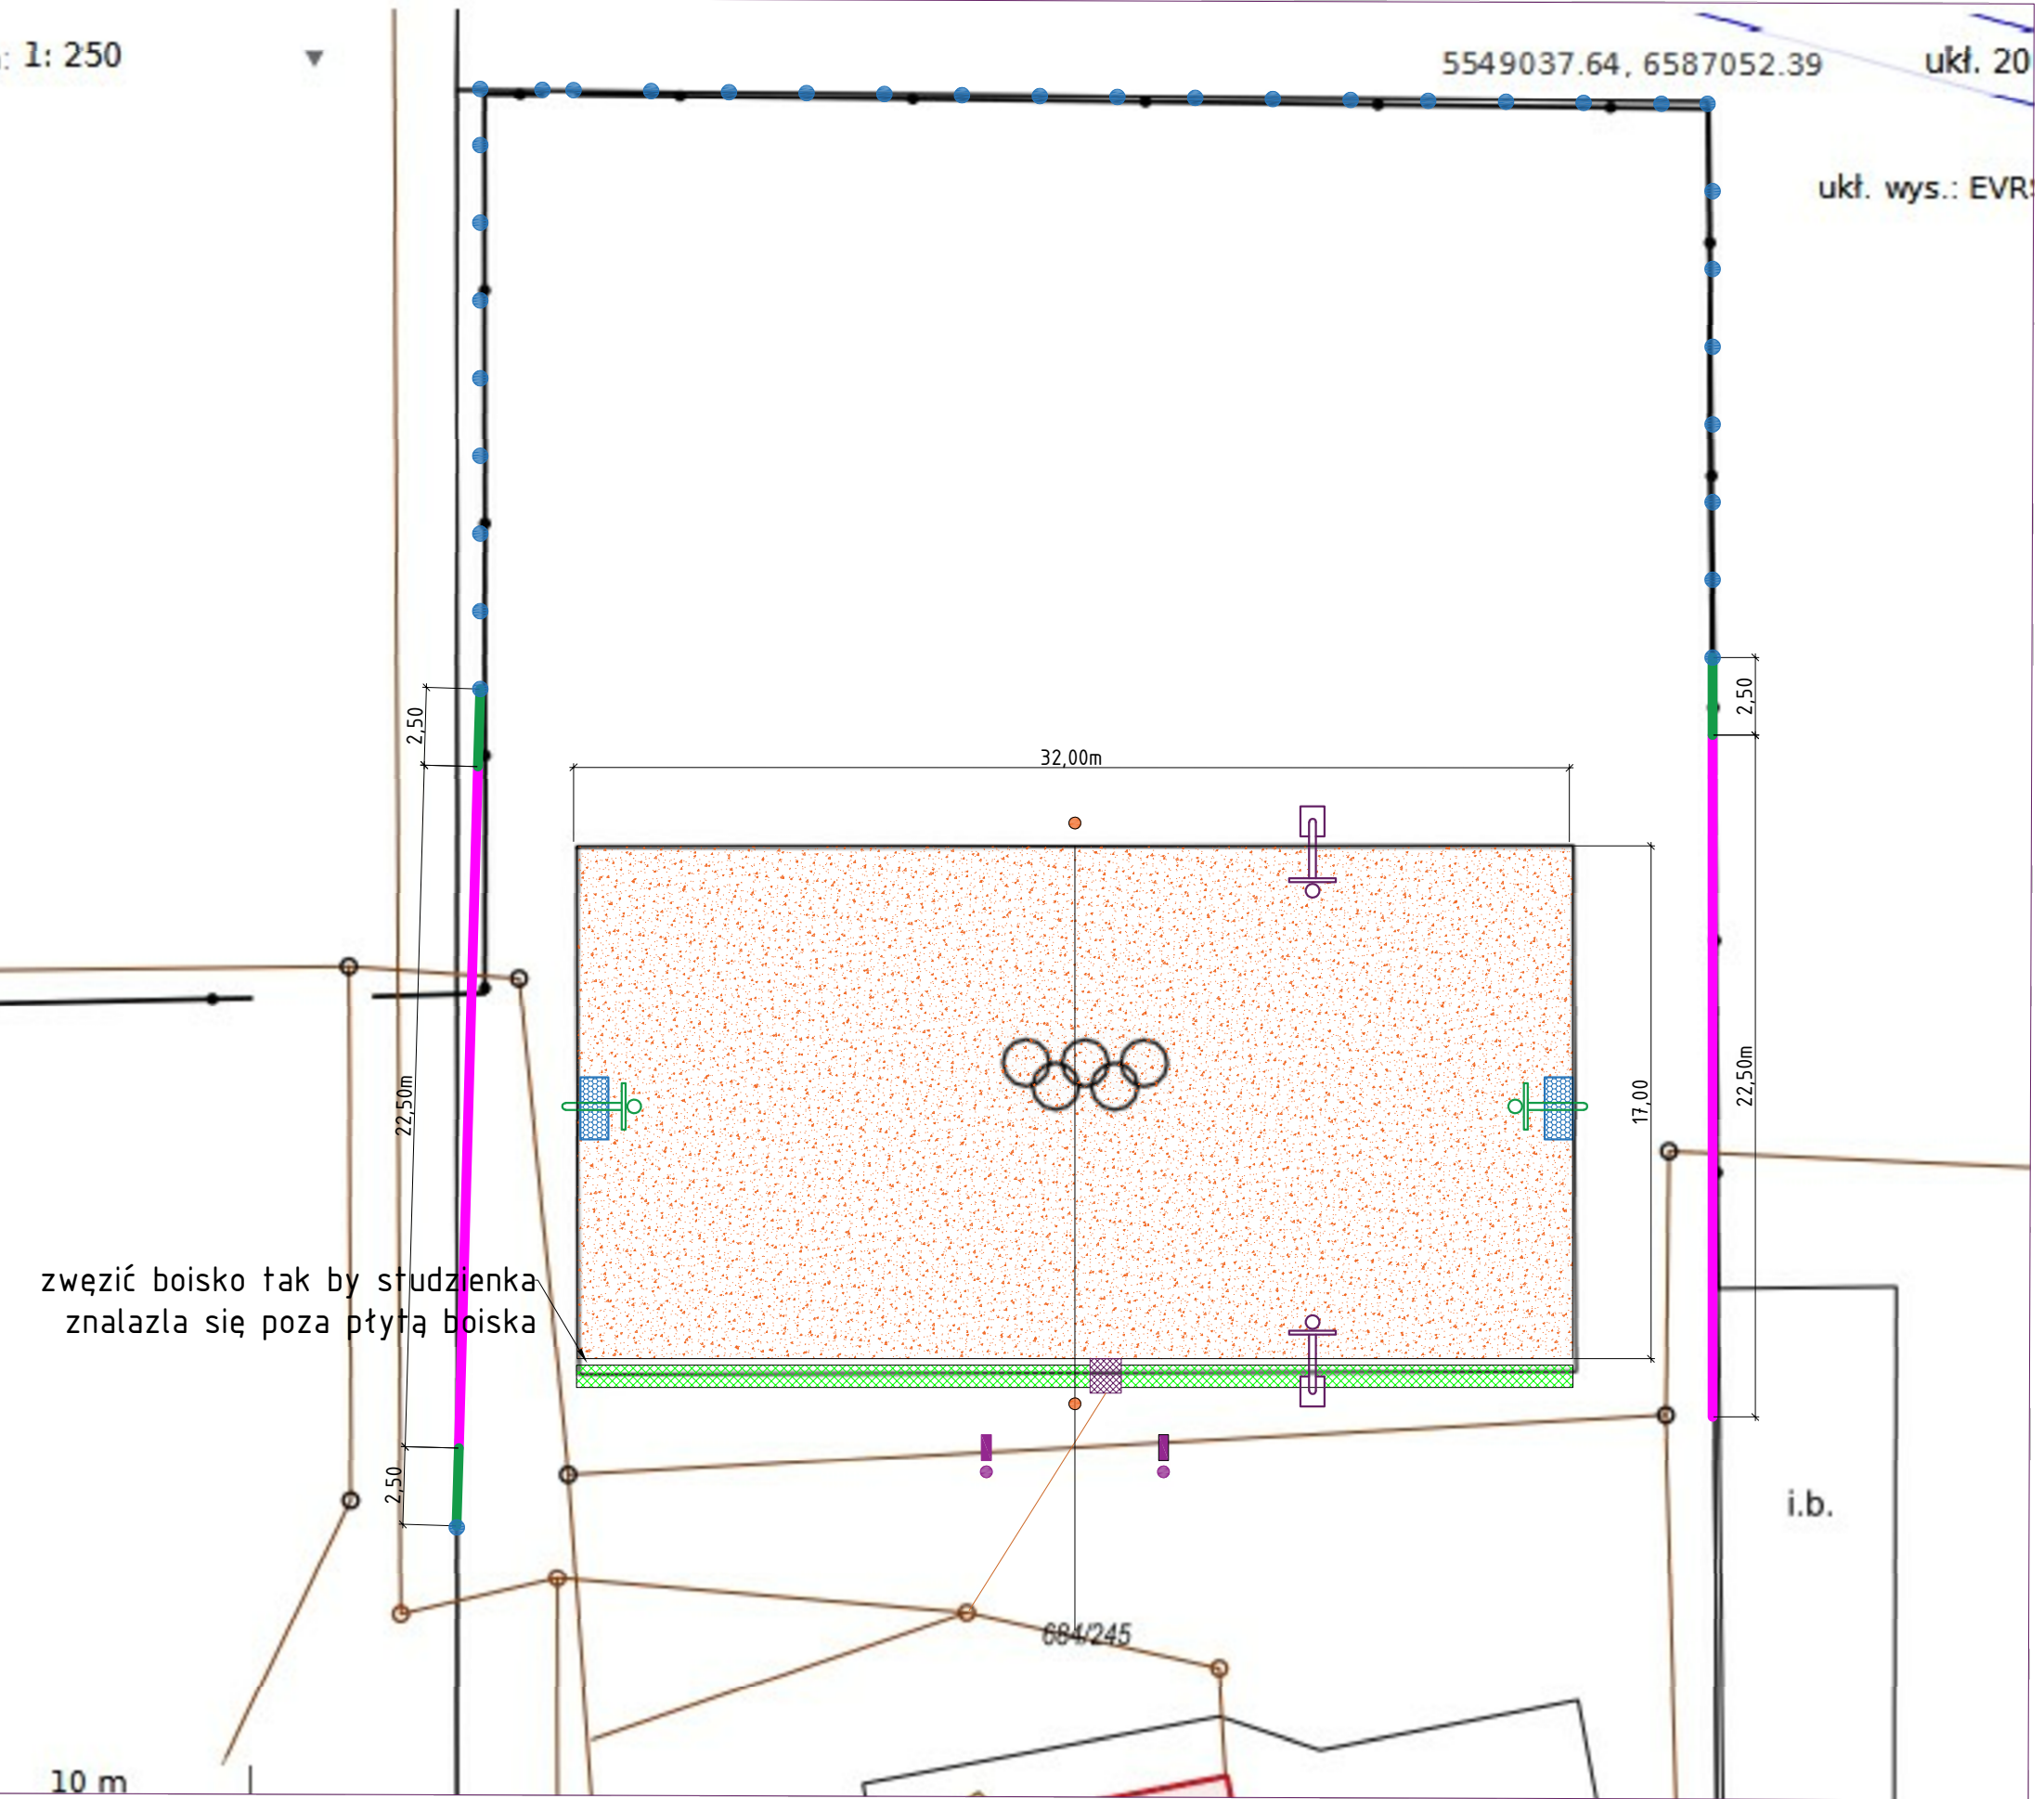 1: 250
5549037.64, 6587052.39
ukł. 20
ukł. wys.: EVR
2,50
2,50
32,00m
22,50m
17,00
22,50m
zwęzić boisko tak by studzienka
znalazla się poza płytą boiska
2,50
i.b.
684/245
10 m